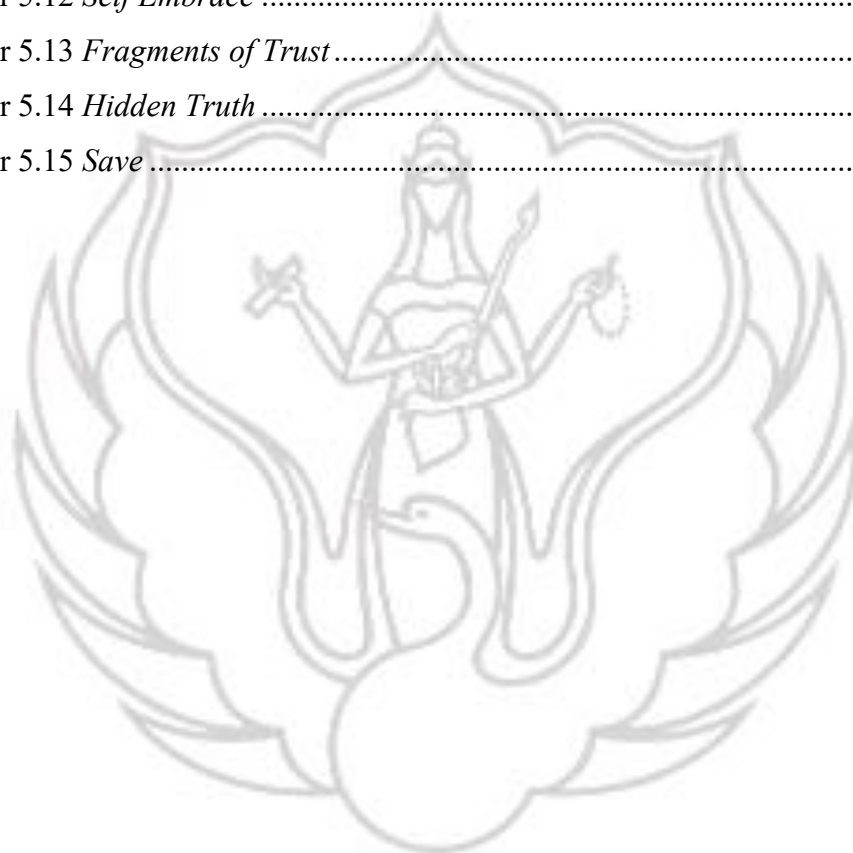 r 5.12 Self Embrace ........................................................................
r 5.13 Fragments of Trust ................................................................
r 5.14 Hidden Truth .........................................................................
r 5.15 Save .......................................................................................